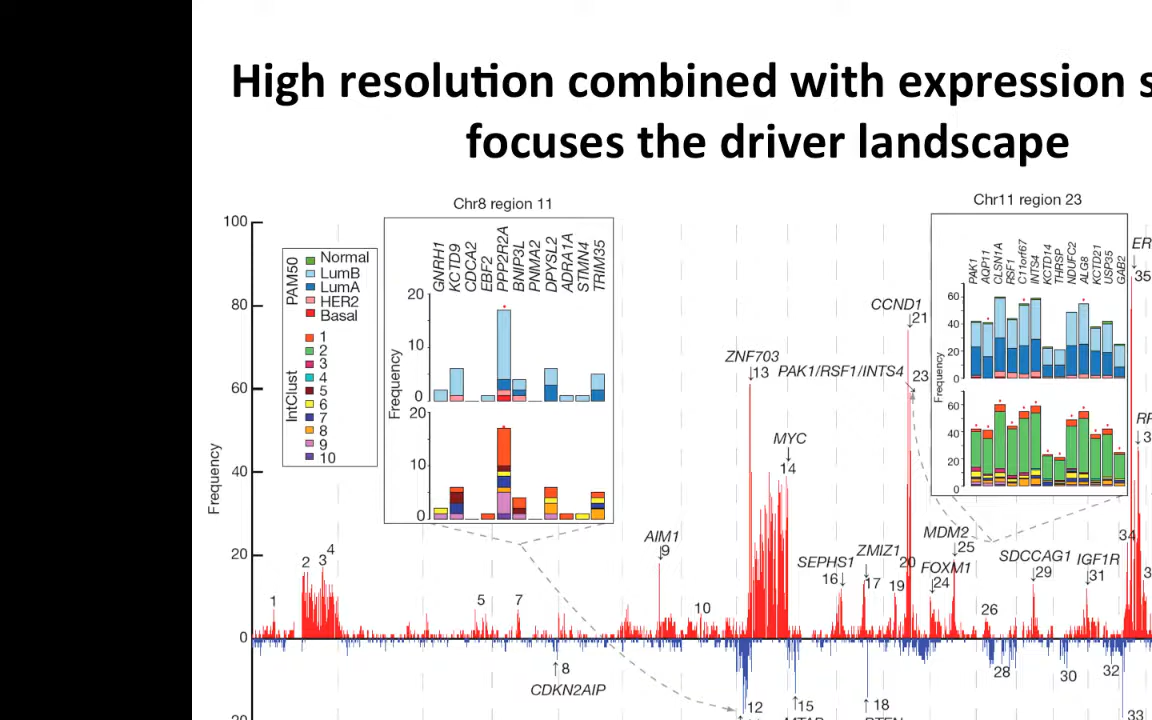 High resolution combined with expression s
focuses the driver landscape
Chr8 region 11
Chr11 region 23
100
80
60
40
20
0
20
Frequency
PAM50
Normal
LumB
LumA
HER2
Basal
IntClust
1
2
3
4
5
6
7
8
9
10
GNRH1
KCTD9
CDCA2
EBF2
PPP2R2A
BNIP3L
PNMA2
DPYSL2
ADRA1A
STMN4
TRIM35
20
10
0
20
10
0
Frequency
PAK1
AQP11
CLSN1A
RSF1
C11orf67
INTS4
KCTD14
THRSP
NDUFC2
ALG8
KCTD21
USP35
GAB2
60
40
20
0
60
40
20
0
Frequency
ER
35
CCND1
21
ZNF703
13
PAK1/RSF1/INTS4
23
MYC
14
34
1
2
3
4
5
7
AIM1
9
10
SEPHS1
16
ZMIZ1
17
19
20
MDM2
25
FOXM1
24
26
SDCCAG1
29
IGF1R
31
8
CDKN2AIP
12
15
18
28
30
32
33